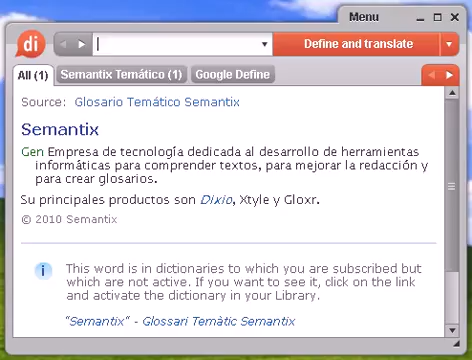 Menu
di
Define and translate
All (1) Semantix Temático (1) Google Define
Source: Glosario Temático Semantix
Semantix
Gen Empresa de tecnología dedicada al desarrollo de herramientas
informáticas para comprender textos, para mejorar la redacción y
para crear glosarios.
Su principales productos son Dixio, Xtyle y Gloxr.
© 2010 Semantix
i This word is in dictionaries to which you are subscribed but
which are not active. If you want to see it, click on the link
and activate the dictionary in your Library.
"Semantix" - Glossari Temàtic Semantix